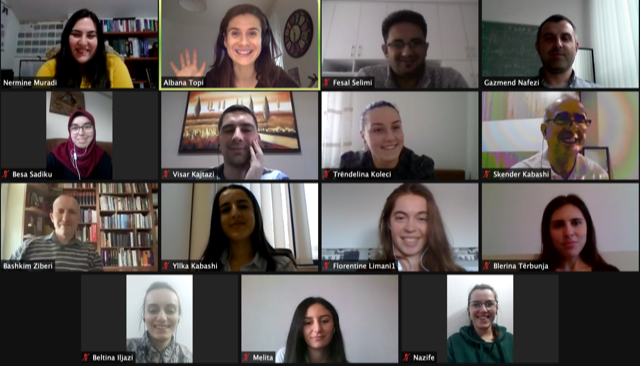 Nermine Muradi
Albana Topi
Fesal Selimi
Gazmend Nafezi
Besa Sadiku
Visar Kajtazi
Trëndelina Koleci
Skender Kabashi
Bashkim Ziberi
Yllka Kabashi
Florentine Limani1
Blerina Tërbunja
Beltina Iljazi
Melita
Nazife